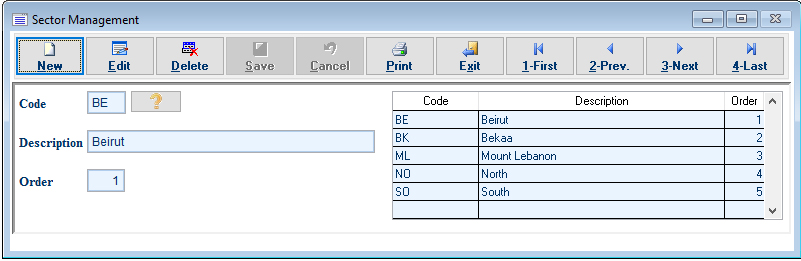 Sector Management
New Edit Delete Save Cancel Print Exit 1-First 2-Prev. 3-Next 4-Last
Code BE ?
Description Beirut
Order 1
Code Description Order
BE Beirut 1
BK Bekaa 2
ML Mount Lebanon 3
NO North 4
SO South 5